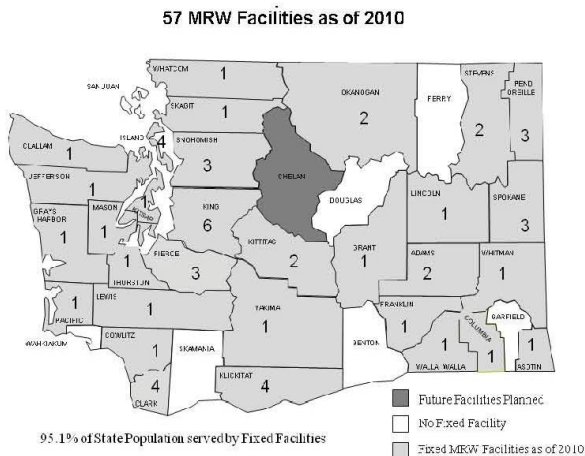 57 MRW Facilities as of 2010
WHATCOM 1
SAN JUAN
SKAGIT 1
ISLAND 4
SNOHOMISH 3
OKANOGAN 2
FERRY
STEVENS 2
PEND
OREILLE
3
CLALLAM 1
JEFFERSON 1
GRAYS
HARBOR
1
MASON 1
KITSAP 1
KING 6
CHELAN
DOUGLAS
LINCOLN 1
SPOKANE 3
KITTITAS 2
GRANT 1
ADAMS 2
WHITMAN 1
THURSTON 1
PIERCE 3
PACIFIC 1
LEWIS 1
YAKIMA 1
FRANKLIN 1
BENTON
WALLA WALLA 1
COLUMBIA 1
GARFIELD
ASOTIN 1
WAHKIAKUM
COWLITZ 1
SKAMANIA
KLICKITAT 4
CLARK 4
Future Facilities Planned
No Fixed Facility
Fixed MRW Facilities as of 2010
95.1% of State Population served by Fixed Facilities